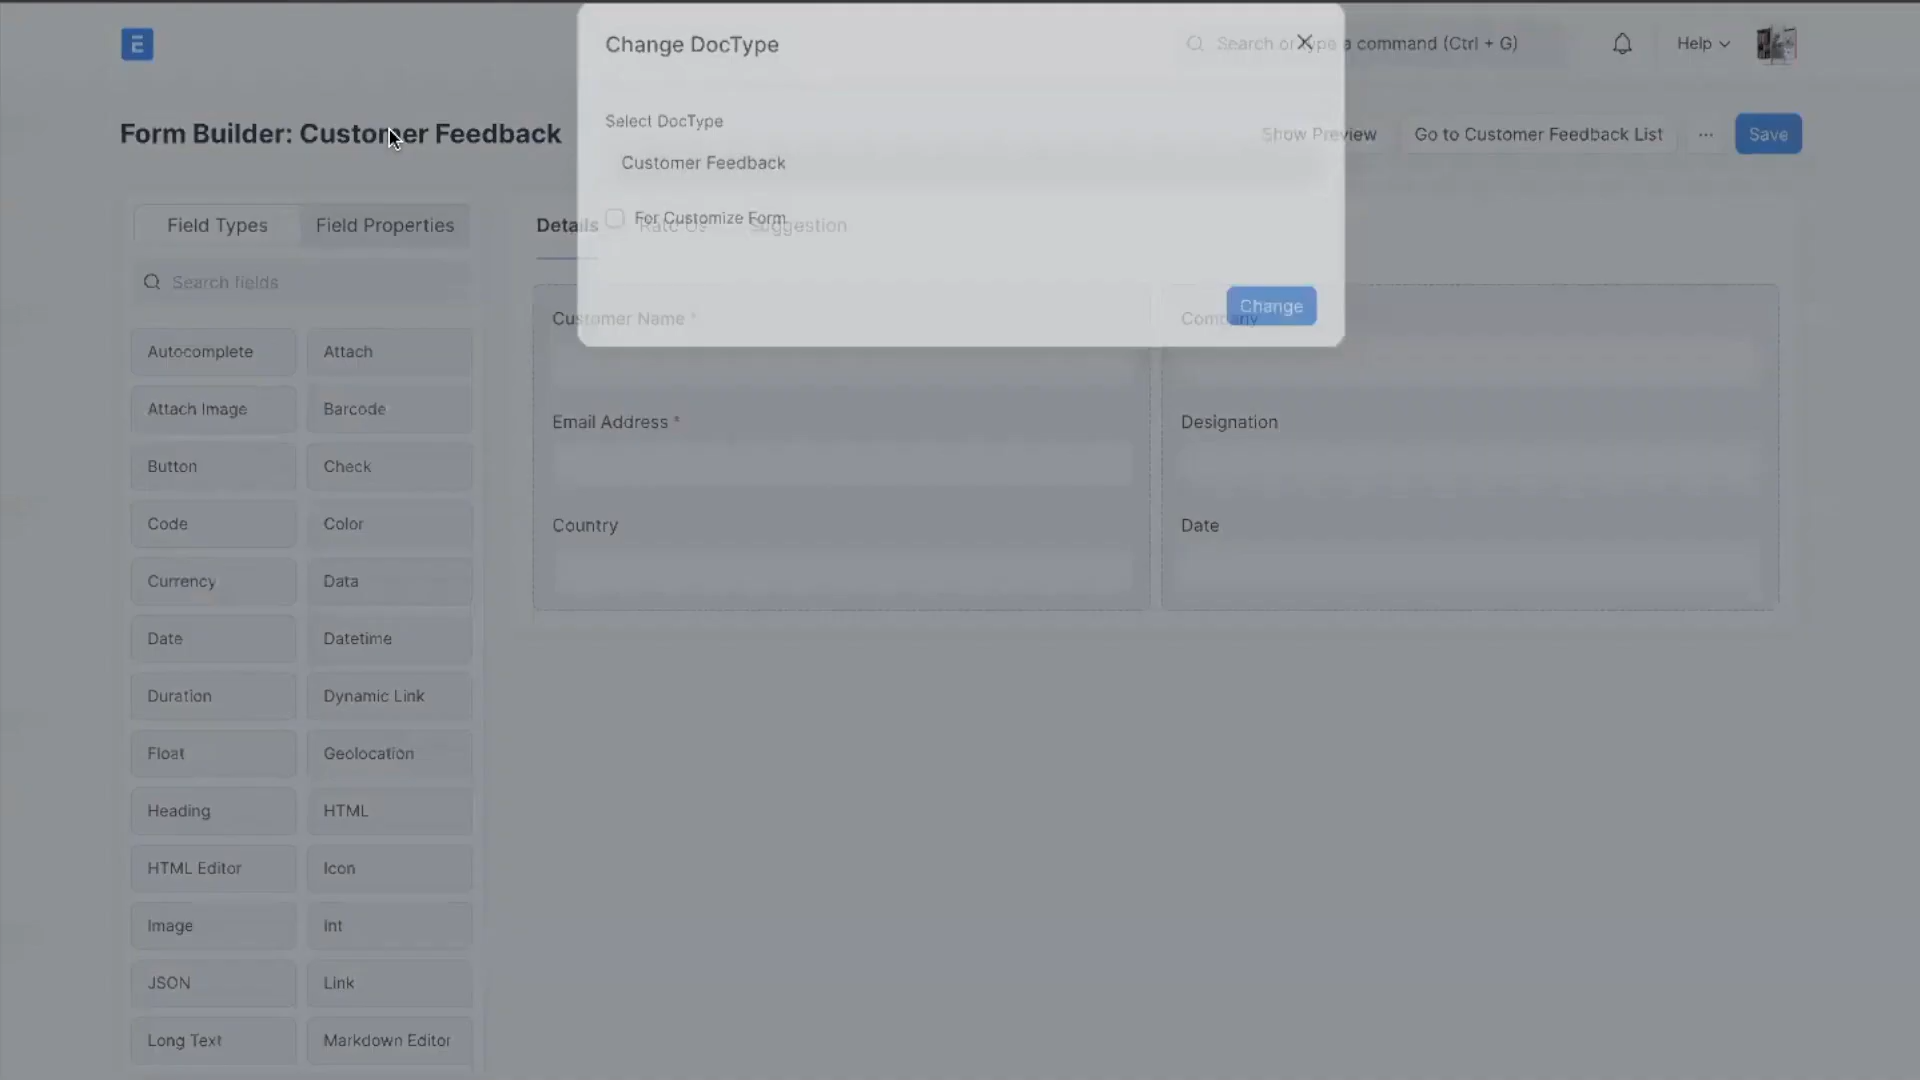 E
Change DocType
Search or type a command (Ctrl + G)
Help
Form Builder: Customer Feedback
Select DocType
Customer Feedback
Show Preview
Go to Customer Feedback List
...
Save
For Customize Form
Field Types
Field Properties
Details
Rate Us
Suggestion
Search fields
Change
Customer Name *
Company
Autocomplete
Attach
Attach Image
Barcode
Email Address *
Designation
Button
Check
Code
Color
Country
Date
Currency
Data
Date
Datetime
Duration
Dynamic Link
Float
Geolocation
Heading
HTML
HTML Editor
Icon
Image
Int
JSON
Link
Long Text
Markdown Editor